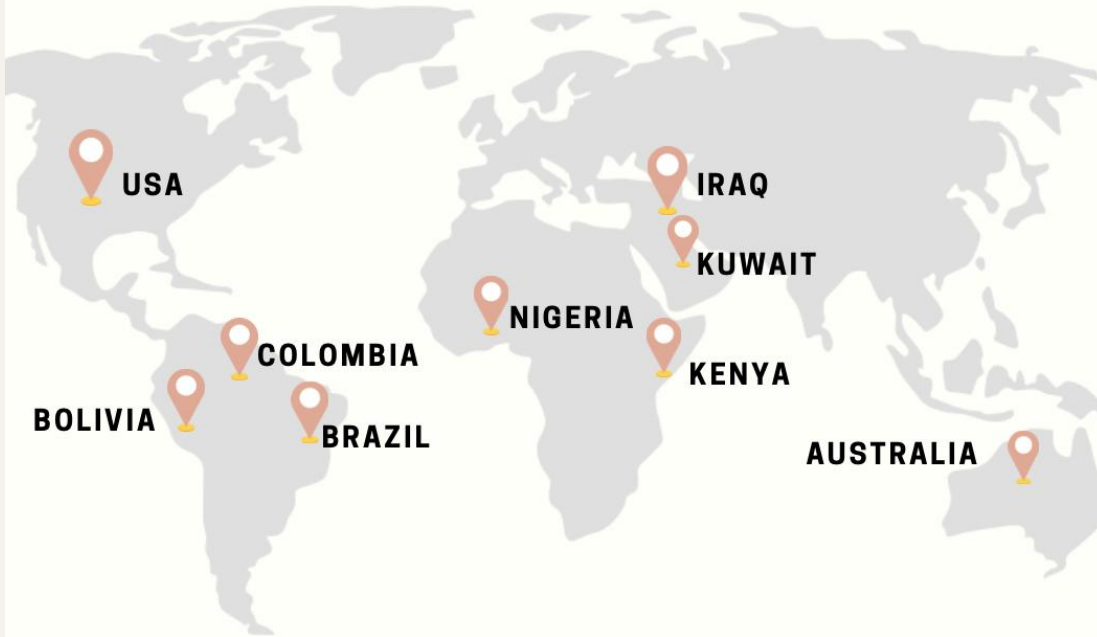 USA
IRAQ
KUWAIT
NIGERIA
COLOMBIA
KENYA
BOLIVIA
BRAZIL
AUSTRALIA